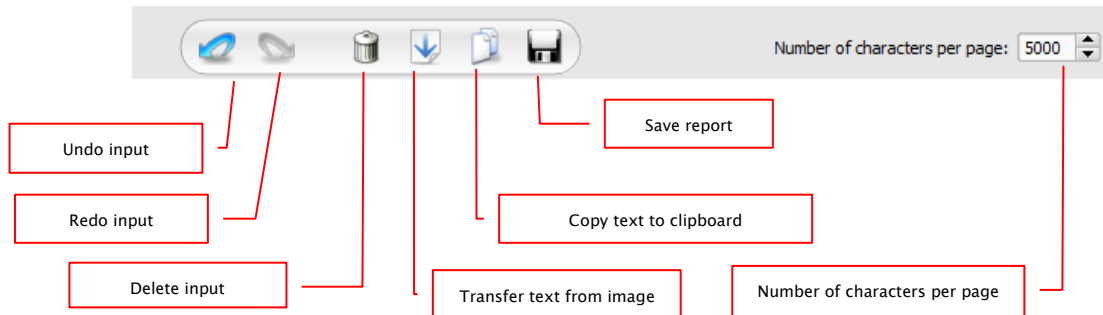 Number of characters per page: 5000
Save report
Undo input
Redo input
Copy text to clipboard
Delete input
Transfer text from image
Number of characters per page